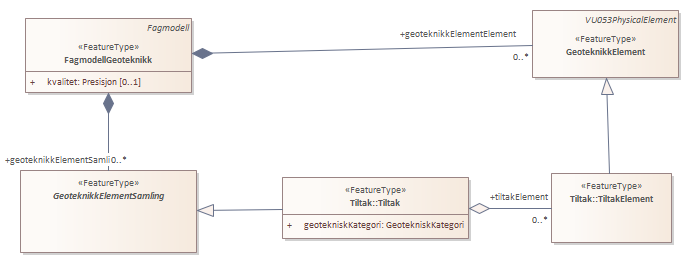 Fagmodell
«FeatureType»
FagmodellGeoteknikk
+ kvalitet: Presisjon [0..1]
+geoteknikkElementElement
0..*
VU053PhysicalElement
«FeatureType»
GeoteknikkElement
+geoteknikkElementSamli 0..*
«FeatureType»
GeoteknikkElementSamling
«FeatureType»
Tiltak::Tiltak
+ geotekniskKategori: GeotekniskKategori
+tiltakElement
0..*
«FeatureType»
Tiltak::TiltakElement